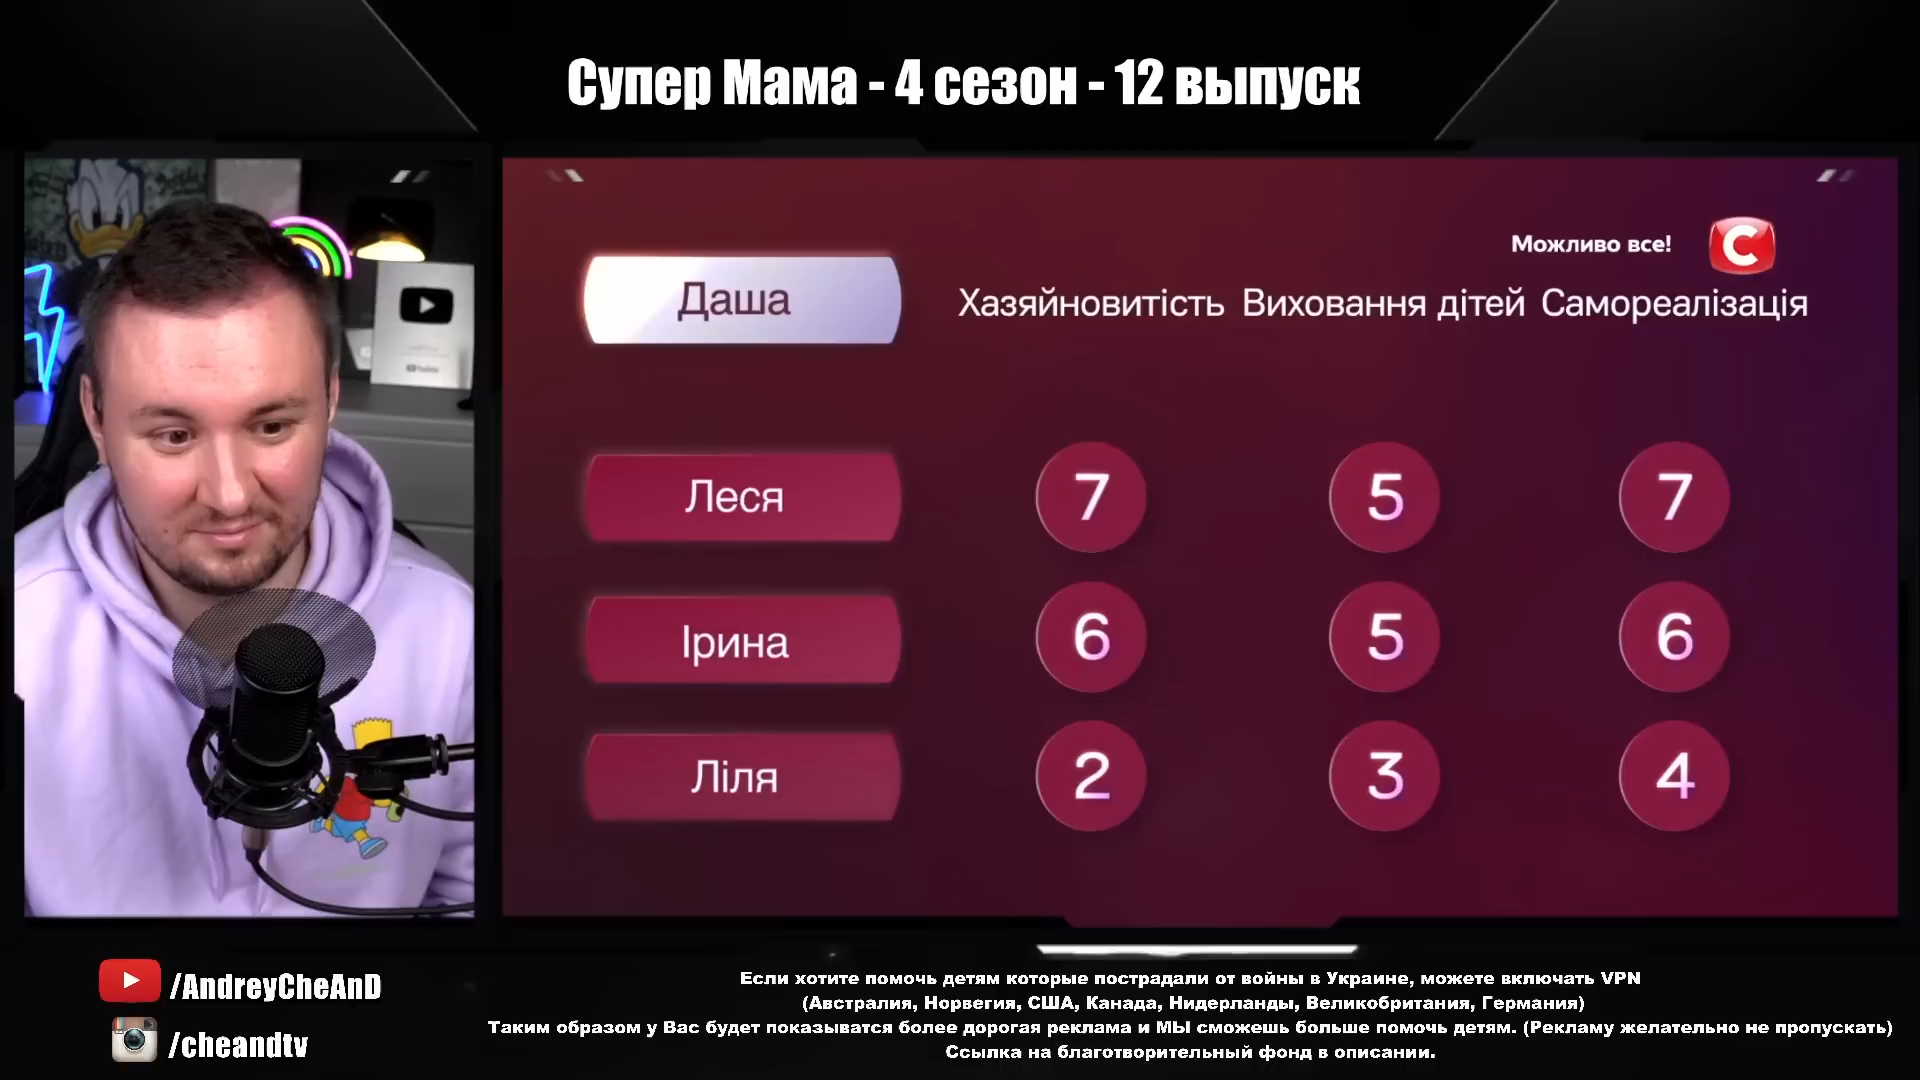 Супер Мама - 4 сезон - 12 выпуск
Можливо все!
C
Даша
Хазяйновитість Виховання дітей Самореалізація
Леся 7 5 7
Ірина 6 5 6
Ліля 2 3 4
/AndreyCheAnD
/cheandtv
Если хотите помочь детям которые пострадали от войны в Украине, можете включать VPN
(Австралия, Норвегия, США, Канада, Нидерланды, Великобритания, Германия)
Таким образом у Вас будет показыватся более дорогая реклама и МЫ сможешь больше помочь детям. (Рекламу желательно не пропускать)
Ссылка на благотворительный фонд в описании.